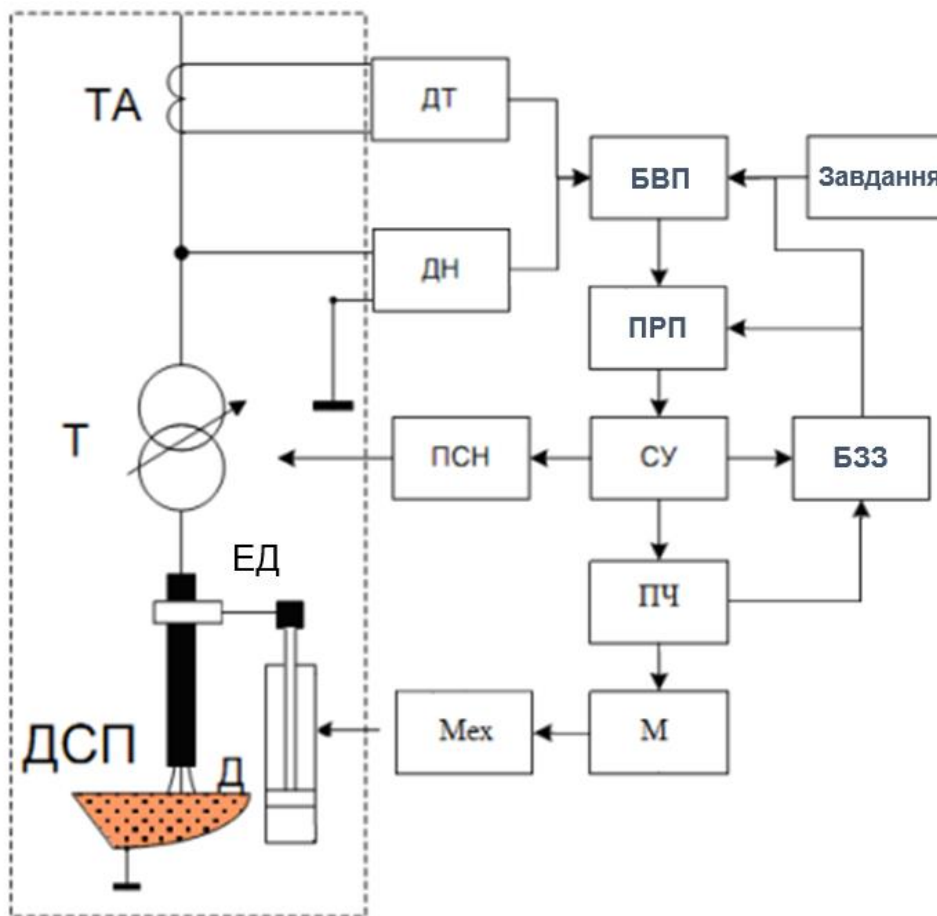 ТА
ДТ
БВП
Завдання
ДН
ПРП
Т
ПСН
СУ
БЗЗ
ЕД
ПЧ
ДСП
Д
Мех
М